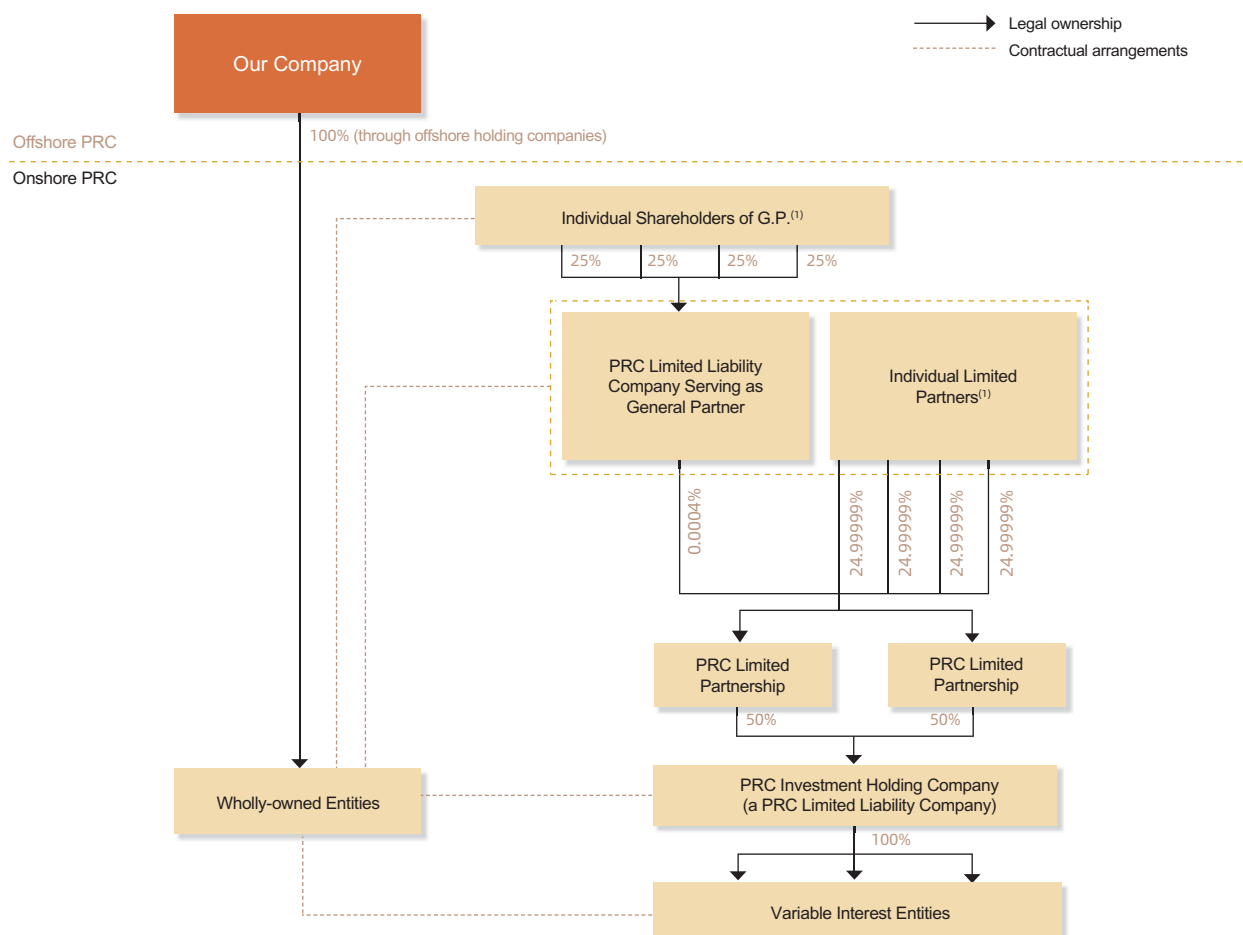 Legal ownership
Contractual arrangements
Our Company
100% (through offshore holding companies)
Offshore PRC
Onshore PRC
Individual Shareholders of G.P.(1)
25%
25%
25%
25%
PRC Limited Liability
Company Serving as
General Partner
Individual Limited
Partners(1)
0.0004%
24.99999%
24.99999%
24.99999%
24.99999%
PRC Limited
Partnership
PRC Limited
Partnership
50%
50%
Wholly-owned Entities
PRC Investment Holding Company
(a PRC Limited Liability Company)
100%
Variable Interest Entities